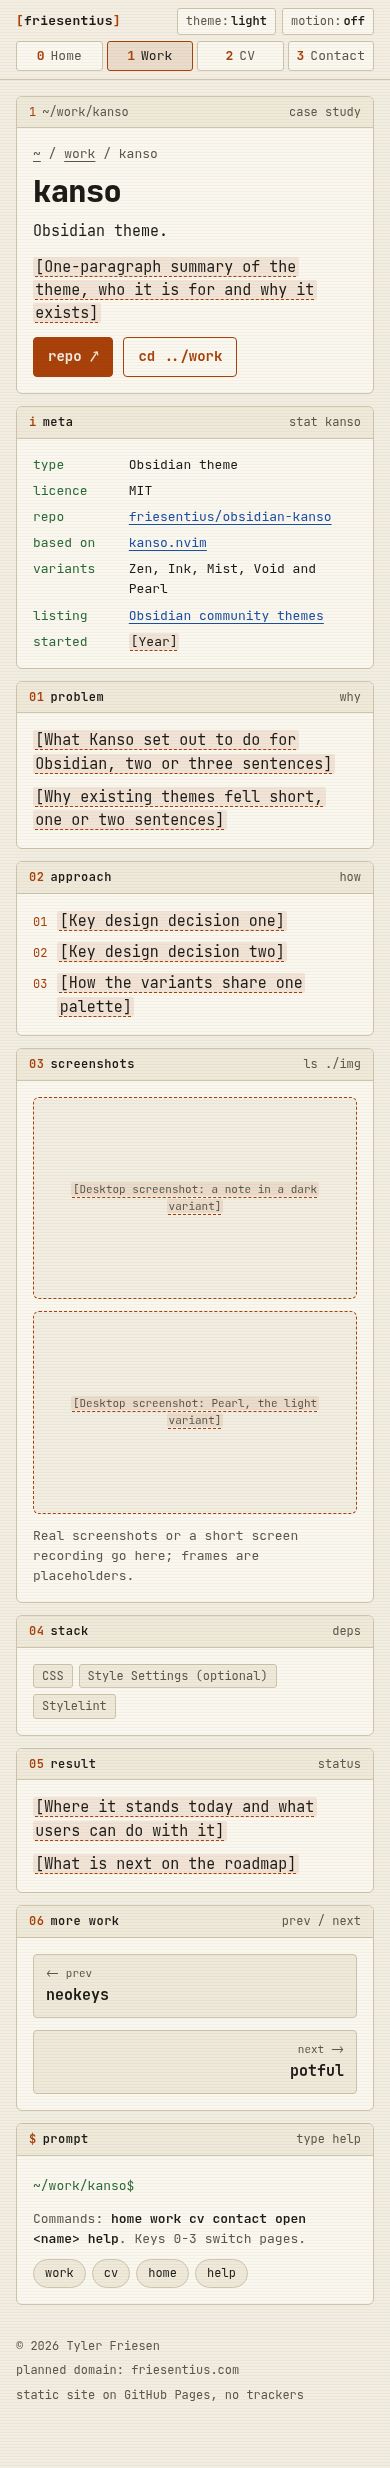 [friesentius]
theme: light
motion: off
0 Home
1 Work
2 CV
3 Contact
1 ~/work/kanso
case study
~ / work / kanso
kanso
Obsidian theme.
[One-paragraph summary of the
theme, who it is for and why it
exists]
repo ↗
cd ../work
i meta
stat kanso
type Obsidian theme
licence MIT
repo friesentius/obsidian-kanso
based on kanso.nvim
variants Zen, Ink, Mist, Void and
Pearl
listing Obsidian community themes
started [Year]
01 problem
why
[What Kanso set out to do for
Obsidian, two or three sentences]
[Why existing themes fell short,
one or two sentences]
02 approach
how
01 [Key design decision one]
02 [Key design decision two]
03 [How the variants share one
palette]
03 screenshots
ls ./img
[Desktop screenshot: a note in a dark
variant]
[Desktop screenshot: Pearl, the light
variant]
Real screenshots or a short screen
recording go here; frames are
placeholders.
04 stack
deps
CSS
Style Settings (optional)
Stylelint
05 result
status
[Where it stands today and what
users can do with it]
[What is next on the roadmap]
06 more work
prev / next
← prev
neokeys
next →
potful
$ prompt
type help
~/work/kanso$
Commands: home work cv contact open
<name> help. Keys 0-3 switch pages.
work
cv
home
help
© 2026 Tyler Friesen
planned domain: friesentius.com
static site on GitHub Pages, no trackers